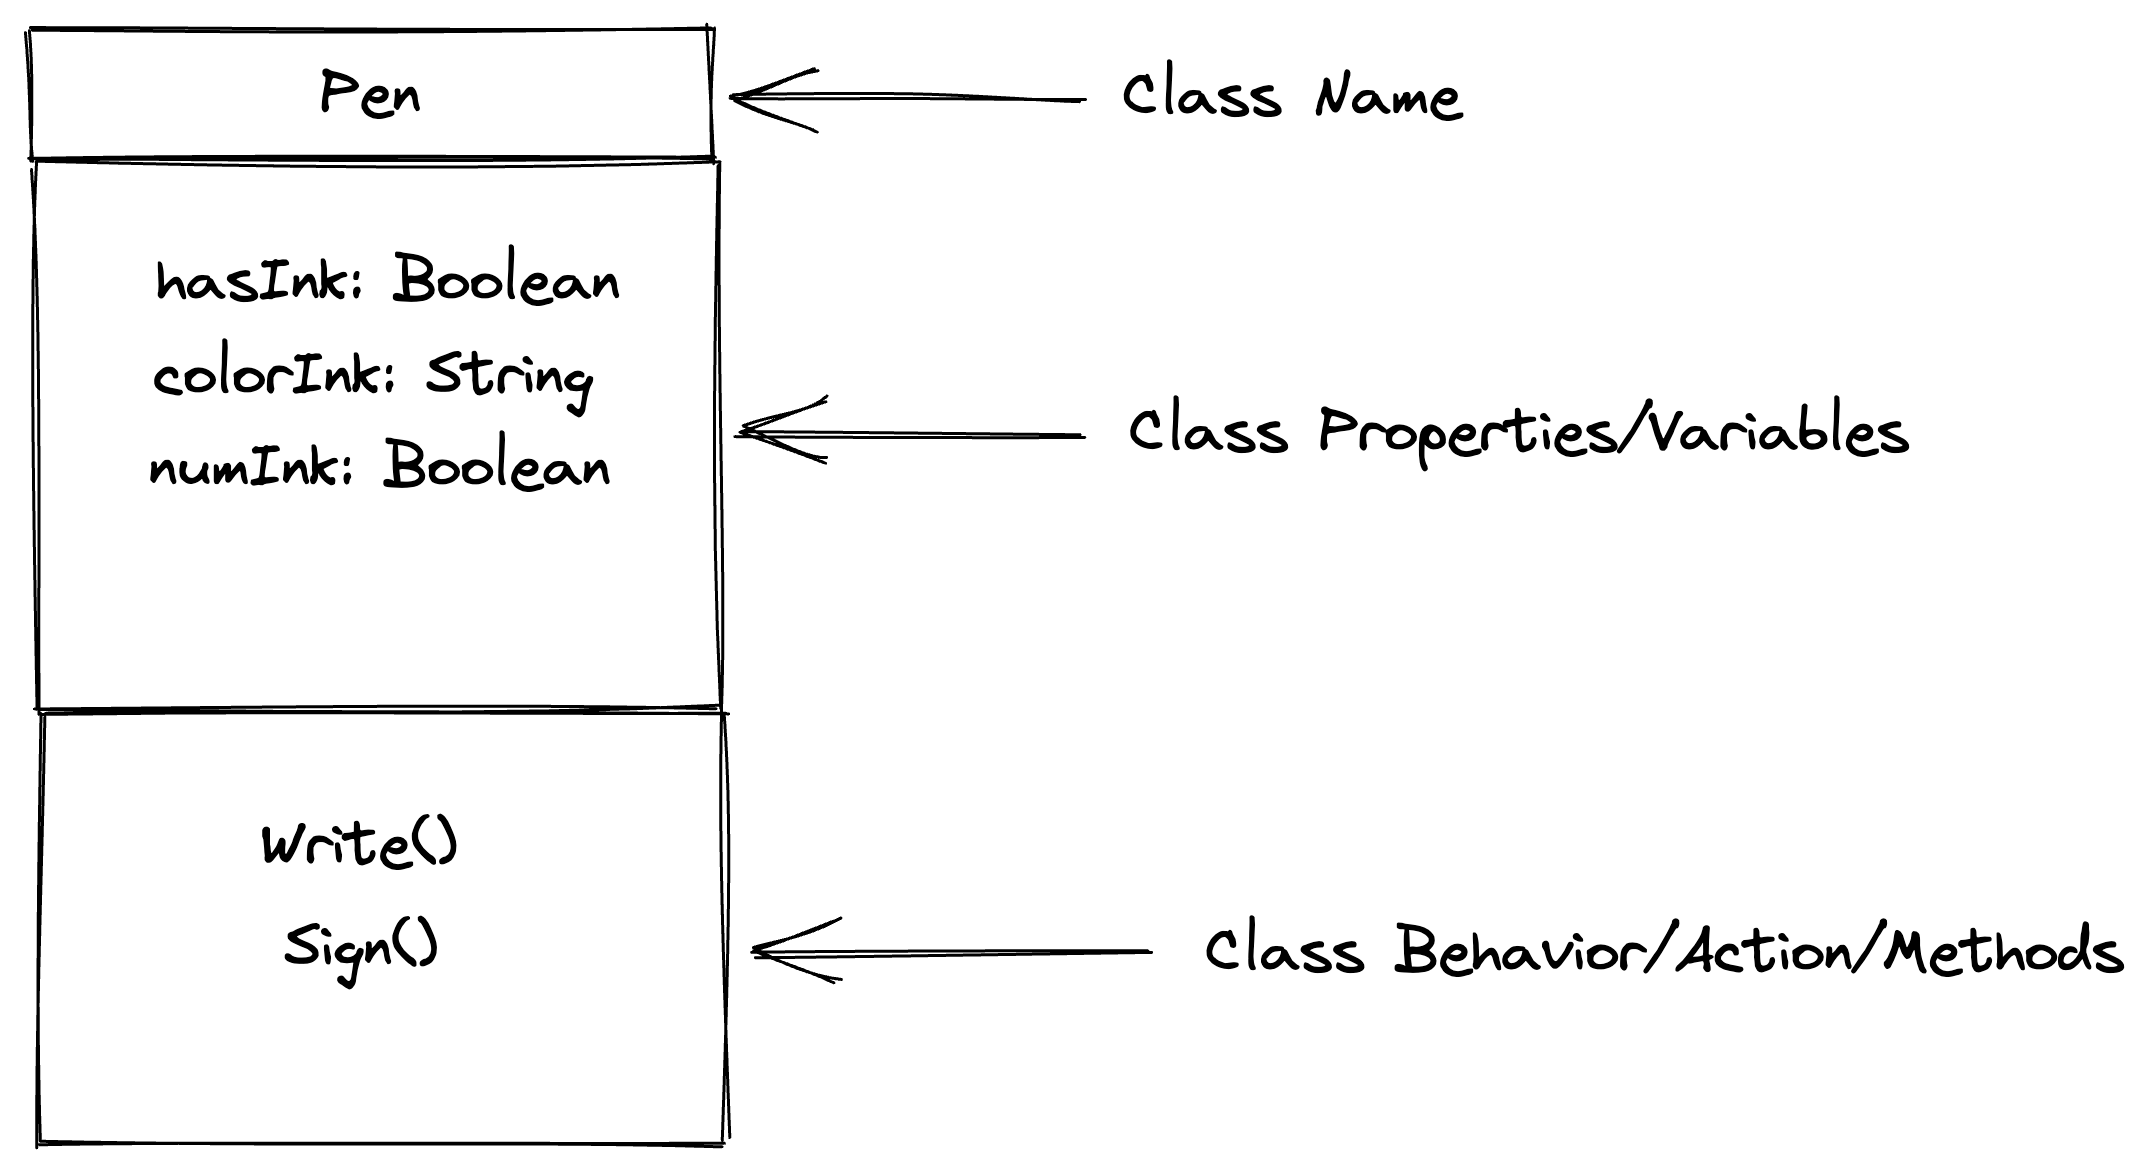 Pen
Class Name
hasInk: Boolean
colorInk: String
numInk: Boolean
Class Properties/Variables
Write()
Sign()
Class Behavior/Action/Methods